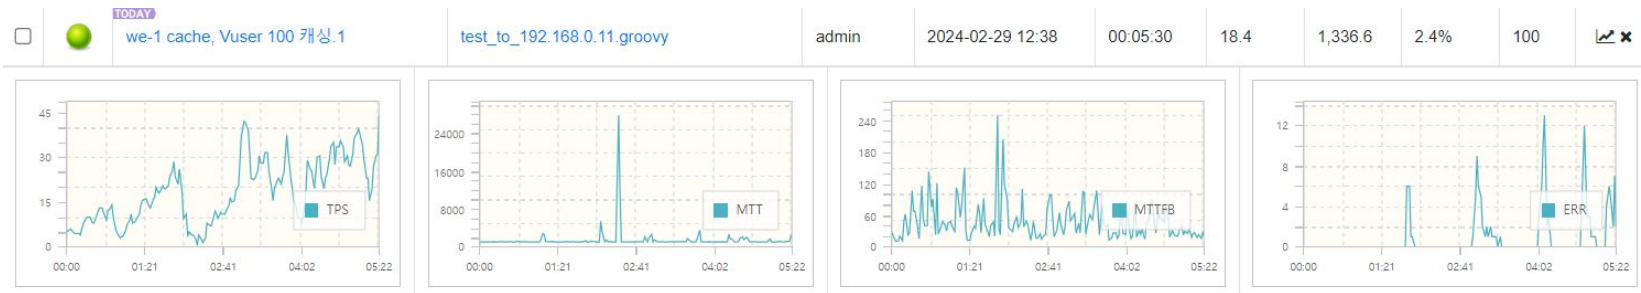 TODAY
we-1 cache, Vuser 100 캐싱.1 test_to_192.168.0.11.groovy admin 2024-02-29 12:38 00:05:30 18.4 1,336.6 2.4% 100
45
30
15
0
TPS
00:00 01:21 02:41 04:02 05:22
24000
16000
8000
0
MTT
00:00 01:21 02:41 04:02 05:22
240
180
120
60
0
MTTFB
00:00 01:21 02:41 04:02 05:22
12
8
4
0
ERR
00:00 01:21 02:41 04:02 05:22